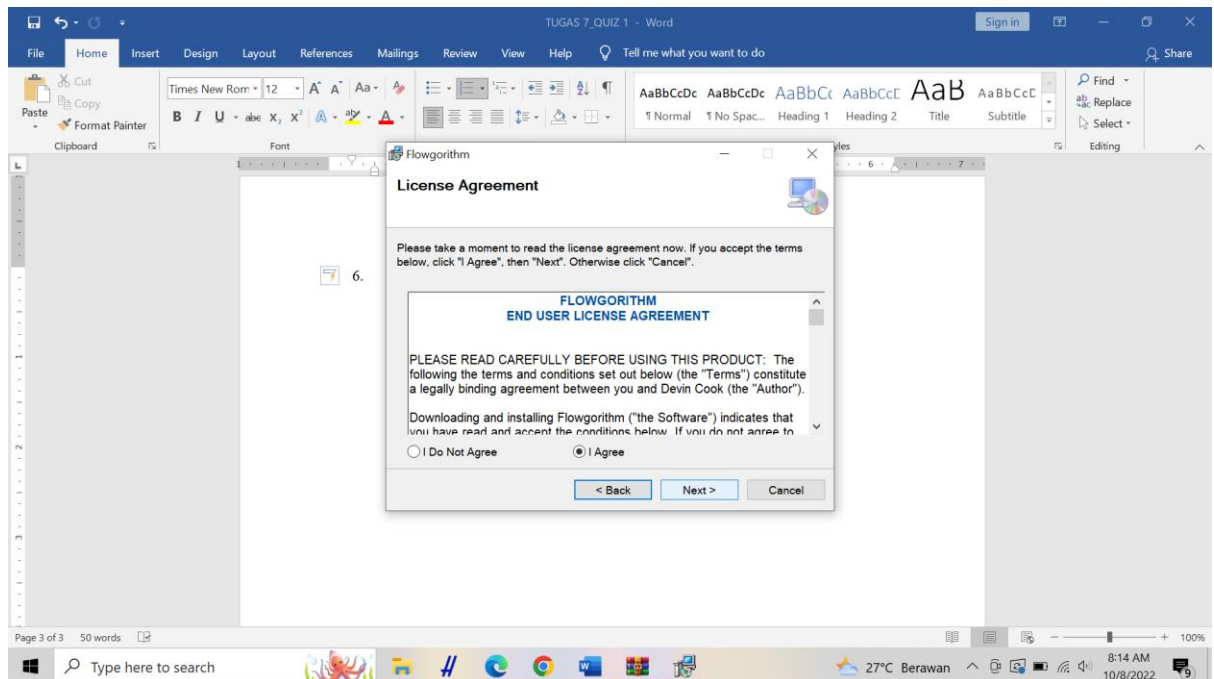 TUGAS 7_QUIZ 1 - Word
Sign in
File Home Insert Design Layout References Mailings Review View Help Tell me what you want to do
Share
Paste
Cut
Copy
Format Painter
Clipboard
Times New Rom 12
Font
AaBbCcDc AaBbCcDc AaBbCc AaBbCcD AaB AaBbCcD
¶ Normal ¶ No Spac... Heading 1 Heading 2 Title Subtitle
yles
Find
Replace
Select
Editing
6.
Flowgorithm
License Agreement
Please take a moment to read the license agreement now. If you accept the terms
below, click "I Agree", then "Next". Otherwise click "Cancel".
FLOWGORITHM
END USER LICENSE AGREEMENT
PLEASE READ CAREFULLY BEFORE USING THIS PRODUCT: The
following the terms and conditions set out below (the "Terms") constitute
a legally binding agreement between you and Devin Cook (the "Author").
Downloading and installing Flowgorithm ("the Software") indicates that
you have read and accept the conditions below. If you do not agree to
I Do Not Agree I Agree
< Back Next > Cancel
Page 3 of 3 50 words
100%
Type here to search
27°C Berawan
8:14 AM
10/8/2022